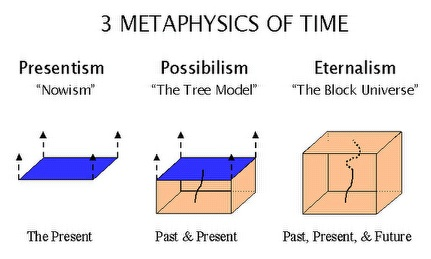 3 METAPHYSICS OF TIME
Presentism
"Nowism"
Possibilism
"The Tree Model"
Eternalism
"The Block Universe"
The Present
Past & Present
Past, Present, & Future